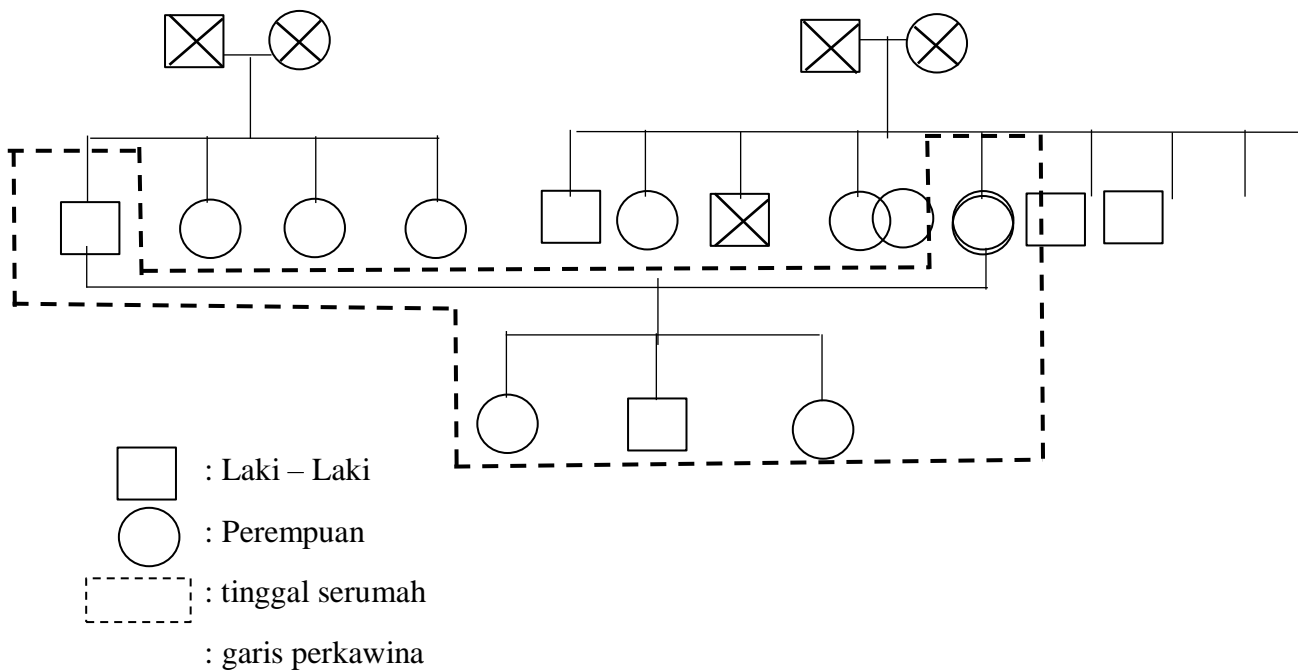 : Laki – Laki
: Perempuan
: tinggal serumah
: garis perkawina